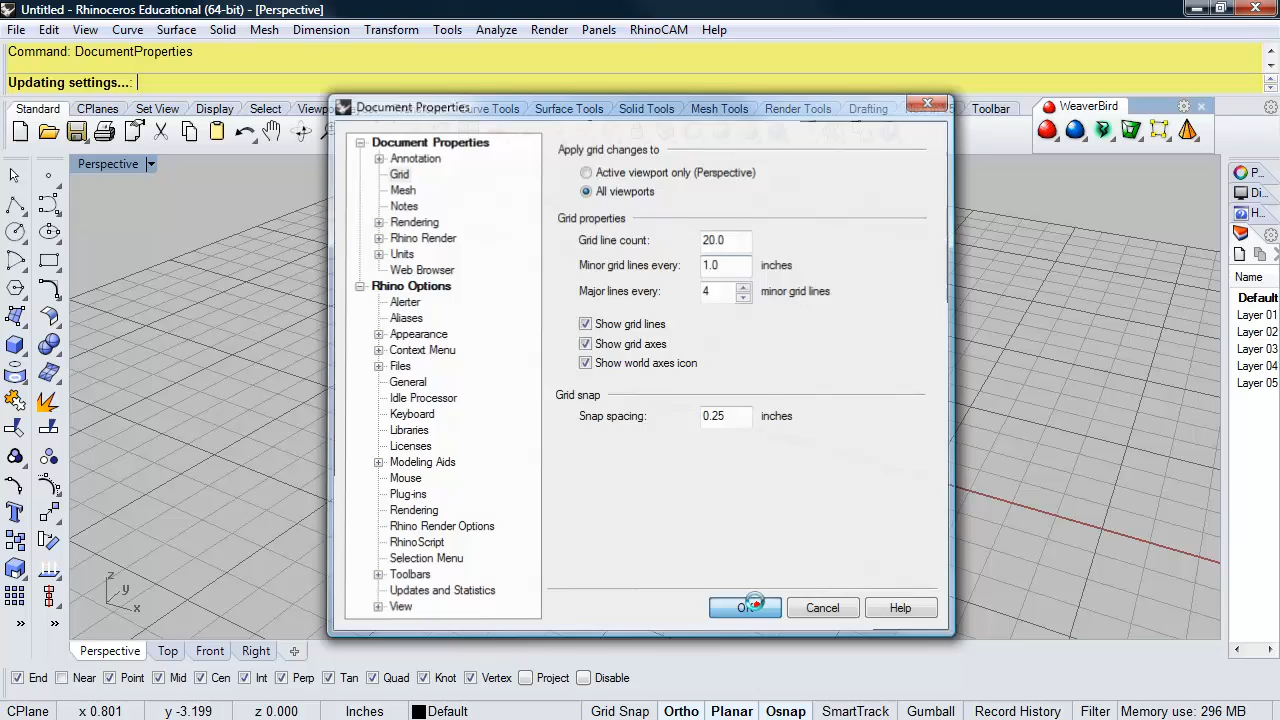 Untitled - Rhinoceros Educational (64-bit) - [Perspective]
File Edit View Curve Surface Solid Mesh Dimension Transform Tools Analyze Render Panels RhinoCAM Help
Command: DocumentProperties
Updating settings...:
Standard CPlanes Set View Display Select Viewpo Curve Tools Surface Tools Solid Tools Mesh Tools Render Tools Drafting Toolbar WeaverBird
Document Properties
Perspective
Document Properties
Annotation
Grid
Mesh
Notes
Rendering
Rhino Render
Units
Web Browser
Rhino Options
Alerter
Aliases
Appearance
Context Menu
Files
General
Idle Processor
Keyboard
Libraries
Licenses
Modeling Aids
Mouse
Plug-ins
Rendering
Rhino Render Options
RhinoScript
Selection Menu
Toolbars
Updates and Statistics
View
Apply grid changes to
Active viewport only (Perspective)
All viewports
Grid properties
Grid line count: 20.0
Minor grid lines every: 1.0 inches
Major lines every: 4 minor grid lines
Show grid lines
Show grid axes
Show world axes icon
Grid snap
Snap spacing: 0.25 inches
OK Cancel Help
P...
Di...
H...
Name
Default
Layer 01
Layer 02
Layer 03
Layer 04
Layer 05
z
y
x
Perspective Top Front Right
End Near Point Mid Cen Int Perp Tan Quad Knot Vertex Project Disable
CPlane x 0.801 y -3.199 z 0.000 Inches Default Grid Snap Ortho Planar Osnap SmartTrack Gumball Record History Filter Memory use: 296 MB